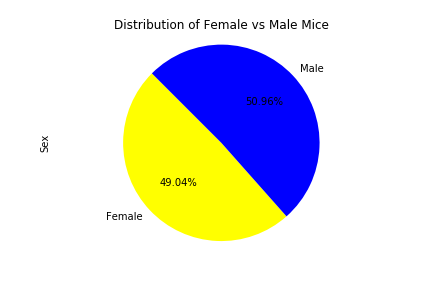 Distribution of Female vs Male Mice
Male
50.96%
Sex
49.04%
Female